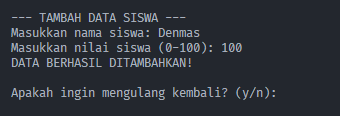 --- TAMBAH DATA SISWA ---
Masukkan nama siswa: Denmas
Masukkan nilai siswa (0-100): 100
DATA BERHASIL DITAMBAHKAN!
Apakah ingin mengulang kembali? (y/n):